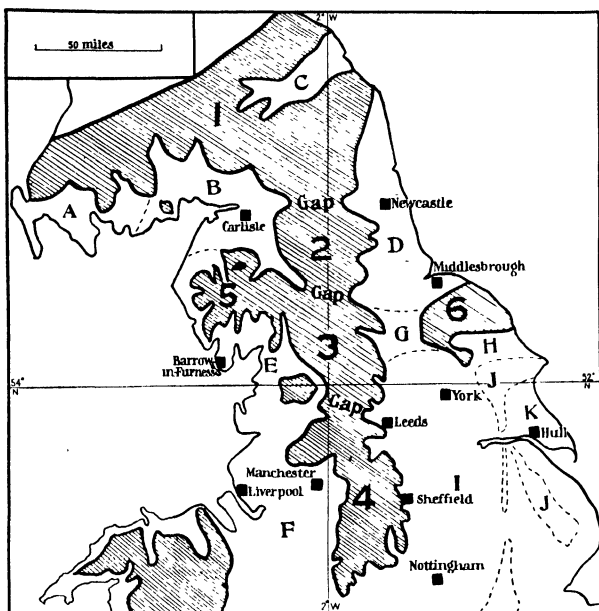 2° W
50 miles
C
1
B
A
Gap
Newcastle
Carlisle
2
D
Middlesbrough
Gap
5
6
G
H
3
E
Barrow
in-Furness
J
54°
N
52°
N
York
Gap
K
Leeds
Hull
Manchester
Liverpool
4
I
Sheffield
J
F
Nottingham
2° W